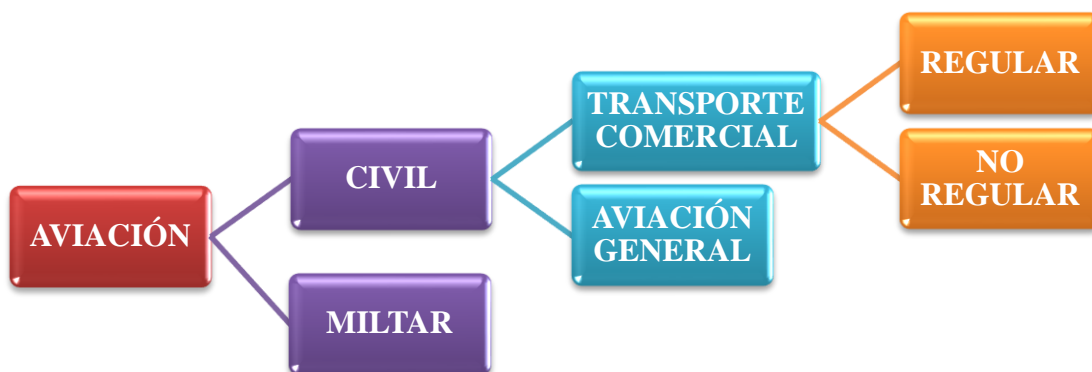 AVIACIÓN
CIVIL
MILTAR
TRANSPORTE
COMERCIAL
AVIACIÓN
GENERAL
REGULAR
NO
REGULAR